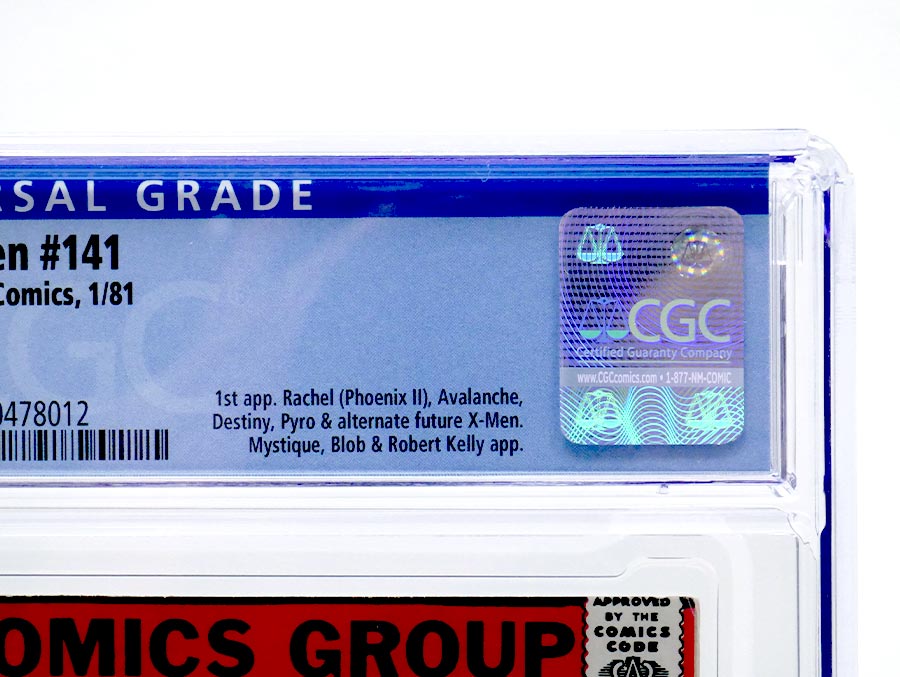 RSAL GRADE
en #141
Comics, 1/81
0478012
1st app. Rachel (Phoenix II), Avalanche,
Destiny, Pyro & alternate future X-Men.
Mystique, Blob & Robert Kelly app.
CGC
Certified Guaranty Company
www.CGCcomics.com • 1-877-NM-COMIC
OMICS GROUP
APPROVED
BY THE
COMICS
CODE